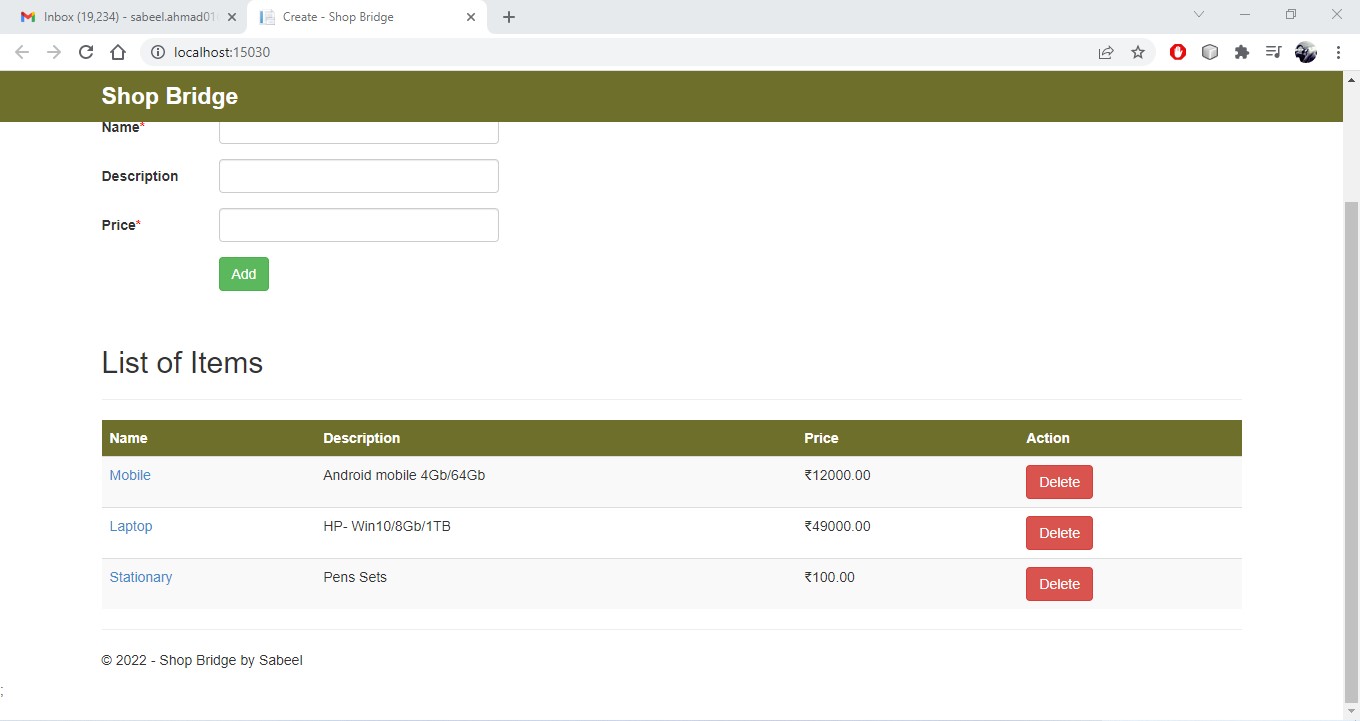 Inbox (19,234) - sabeel.ahmad01
Create - Shop Bridge
localhost:15030
Shop Bridge
Name*
Description
Price*
Add
List of Items
Name Description Price Action
Mobile Android mobile 4Gb/64Gb ₹12000.00 Delete
Laptop HP- Win10/8Gb/1TB ₹49000.00 Delete
Stationary Pens Sets ₹100.00 Delete
© 2022 - Shop Bridge by Sabeel
;